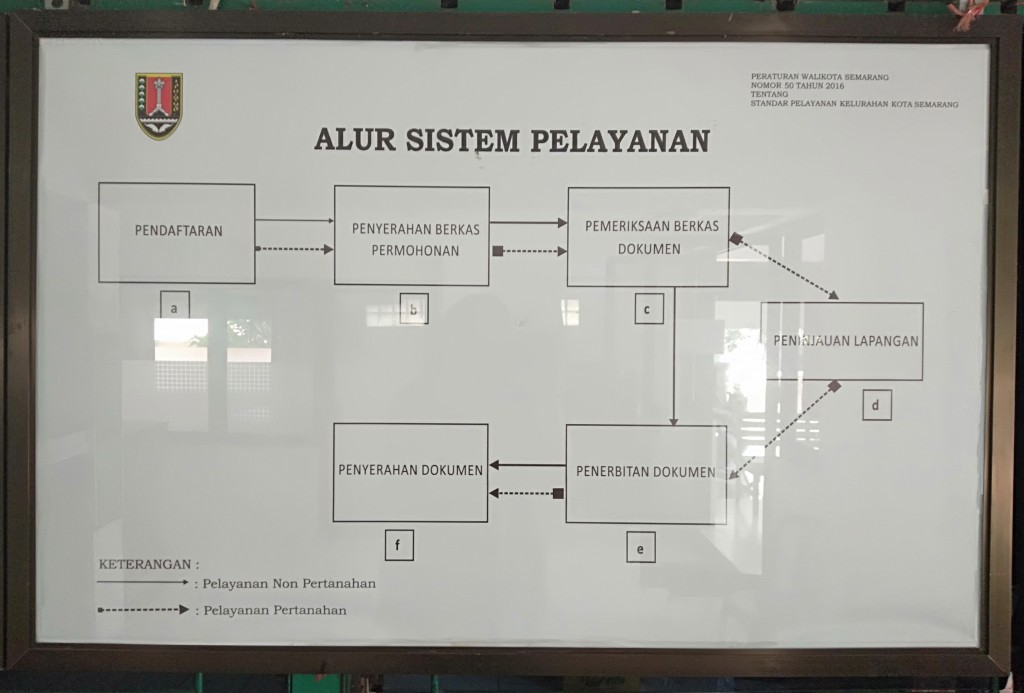 PERATURAN WALIKOTA SEMARANG
NOMOR 50 TAHUN 2016
TENTANG
STANDAR PELAYANAN KELURAHAN KOTA SEMARANG
ALUR SISTEM PELAYANAN
PENDAFTARAN
a
PENYERAHAN BERKAS
PERMOHONAN
b
PEMERIKSAAN BERKAS
DOKUMEN
c
PENINJAUAN LAPANGAN
d
PENERBITAN DOKUMEN
e
PENYERAHAN DOKUMEN
f
KETERANGAN :
: Pelayanan Non Pertanahan
: Pelayanan Pertanahan